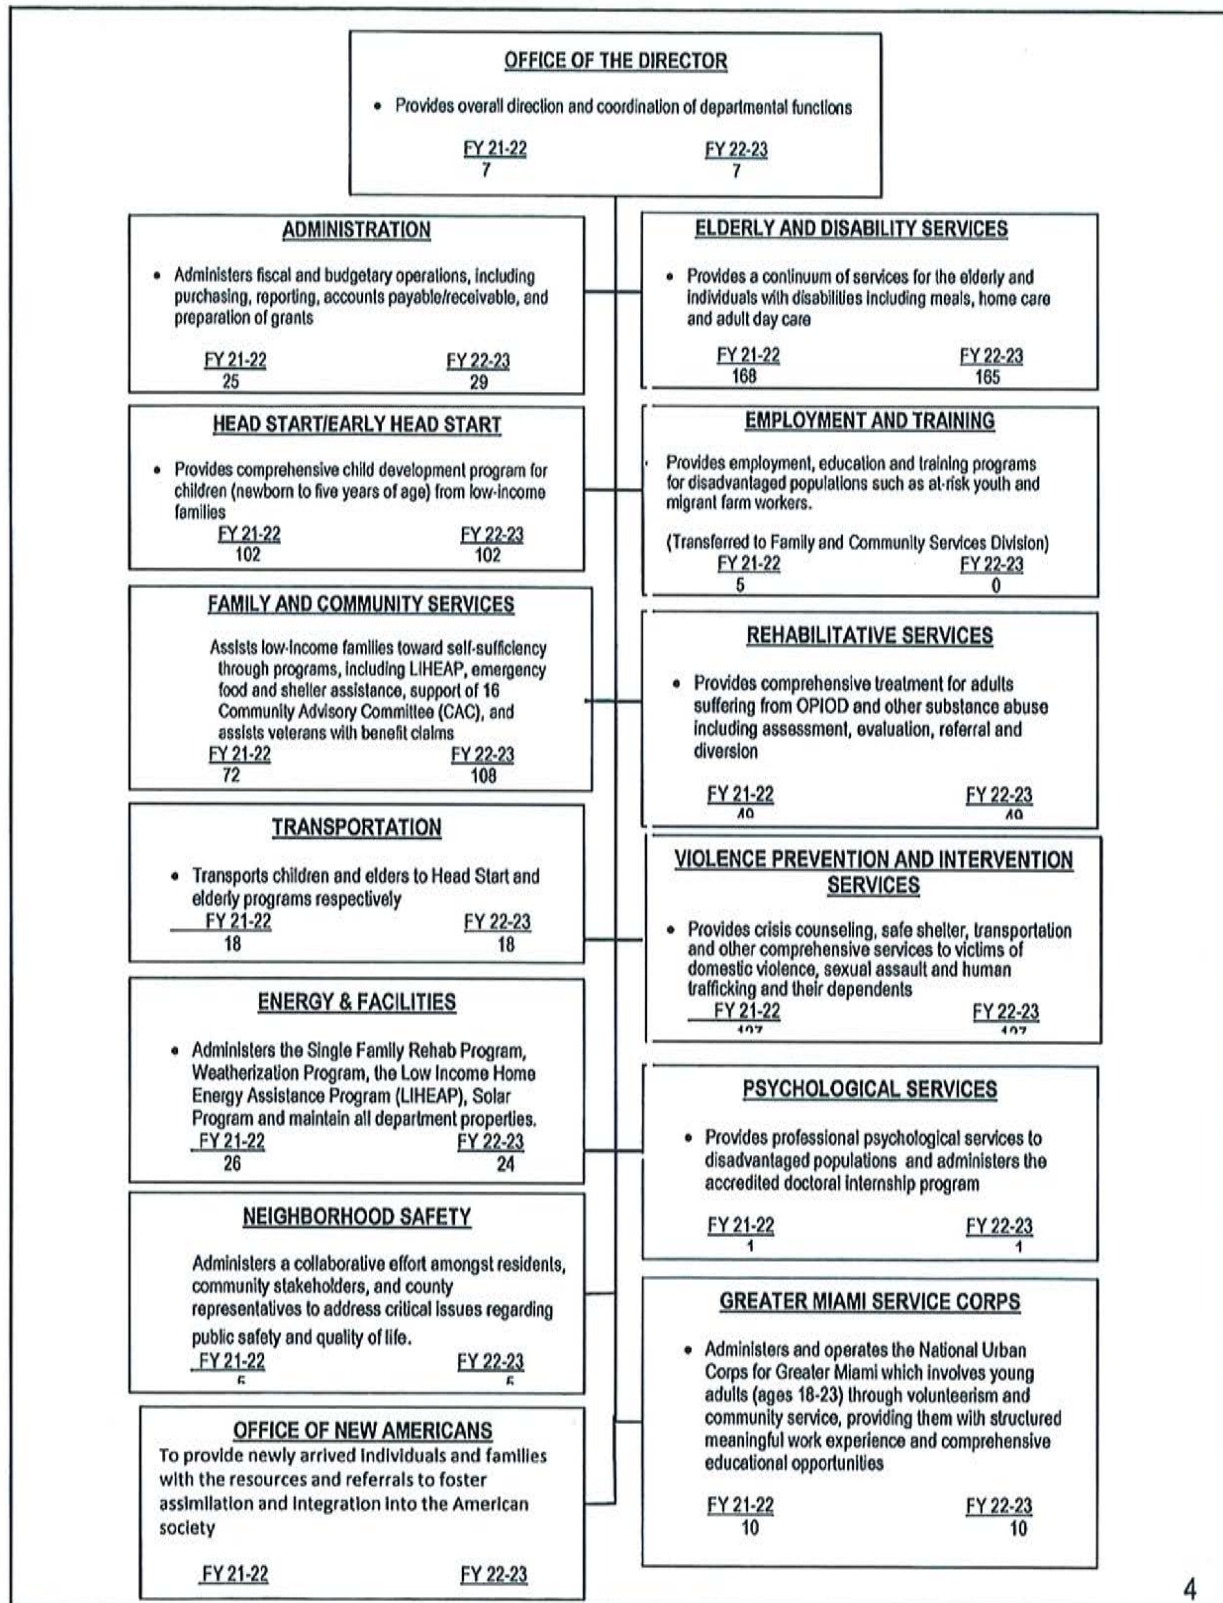 OFFICE OF THE DIRECTOR
• Provides overall direction and coordination of departmental functions
FY 21-22 FY 22-23
7 7
ADMINISTRATION
• Administers fiscal and budgetary operations, including
purchasing, reporting, accounts payable/receivable, and
preparation of grants
FY 21-22 FY 22-23
25 29
ELDERLY AND DISABILITY SERVICES
• Provides a continuum of services for the elderly and
individuals with disabilities including meals, home care
and adult day care
FY 21-22 FY 22-23
168 165
HEAD START/EARLY HEAD START
• Provides comprehensive child development program for
children (newborn to five years of age) from low-income
families
FY 21-22 FY 22-23
102 102
EMPLOYMENT AND TRAINING
Provides employment, education and training programs
for disadvantaged populations such as at-risk youth and
migrant farm workers.
(Transferred to Family and Community Services Division)
FY 21-22 FY 22-23
5 0
FAMILY AND COMMUNITY SERVICES
Assists low-income families toward self-sufficiency
through programs, including LIHEAP, emergency
food and shelter assistance, support of 16
Community Advisory Committee (CAC), and
assists veterans with benefit claims
FY 21-22 FY 22-23
72 108
REHABILITATIVE SERVICES
• Provides comprehensive treatment for adults
suffering from OPIOD and other substance abuse
including assessment, evaluation, referral and
diversion
FY 21-22 FY 22-23
TRANSPORTATION
• Transports children and elders to Head Start and
elderly programs respectively
FY 21-22 FY 22-23
18 18
VIOLENCE PREVENTION AND INTERVENTION
SERVICES
• Provides crisis counseling, safe shelter, transportation
and other comprehensive services to victims of
domestic violence, sexual assault and human
trafficking and their dependents
FY 21-22 FY 22-23
ENERGY & FACILITIES
• Administers the Single Family Rehab Program,
Weatherization Program, the Low Income Home
Energy Assistance Program (LIHEAP), Solar
Program and maintain all department properties.
FY 21-22 FY 22-23
26 24
PSYCHOLOGICAL SERVICES
• Provides professional psychological services to
disadvantaged populations and administers the
accredited doctoral internship program
FY 21-22 FY 22-23
1 1
NEIGHBORHOOD SAFETY
Administers a collaborative effort amongst residents,
community stakeholders, and county
representatives to address critical issues regarding
public safety and quality of life.
FY 21-22 FY 22-23
GREATER MIAMI SERVICE CORPS
• Administers and operates the National Urban
Corps for Greater Miami which involves young
adults (ages 18-23) through volunteerism and
community service, providing them with structured
meaningful work experience and comprehensive
educational opportunities
FY 21-22 FY 22-23
10 10
OFFICE OF NEW AMERICANS
To provide newly arrived individuals and families
with the resources and referrals to foster
assimilation and integration into the American
society
FY 21-22 FY 22-23
4